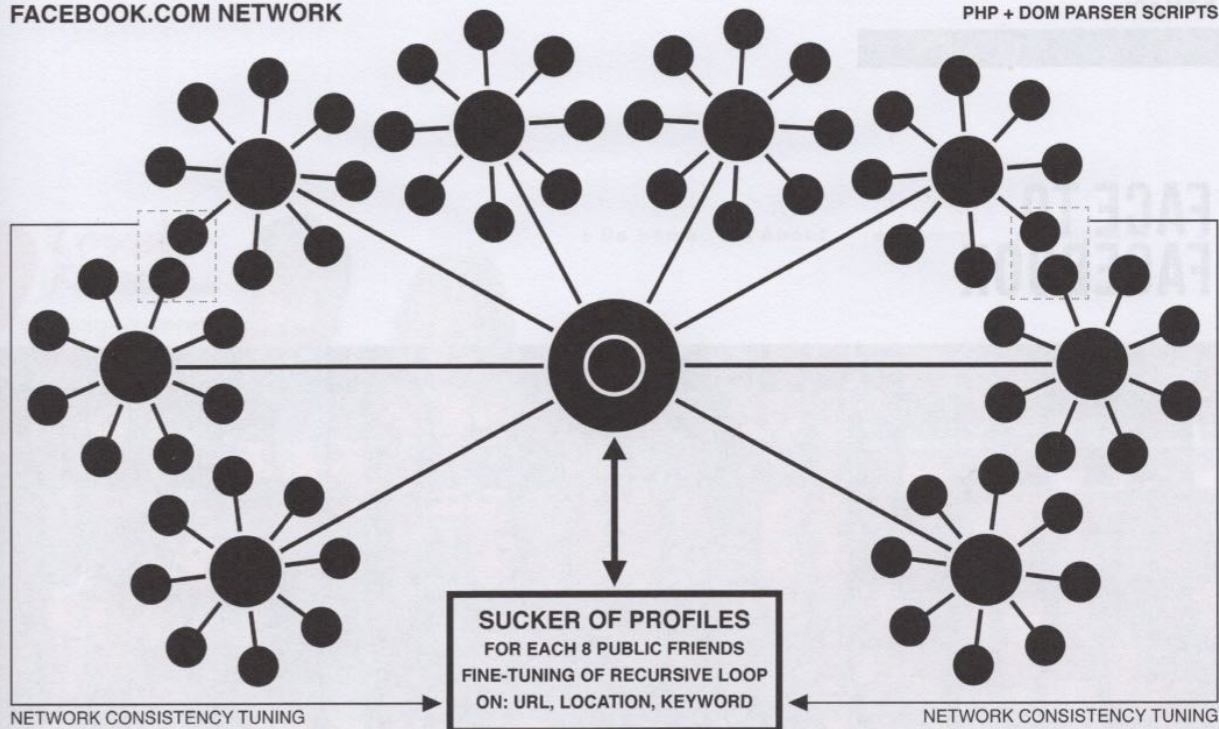 FACEBOOK.COM NETWORK
PHP + DOM PARSER SCRIPTS
SUCKER OF PROFILES
FOR EACH 8 PUBLIC FRIENDS
FINE-TUNING OF RECURSIVE LOOP
ON: URL, LOCATION, KEYWORD
NETWORK CONSISTENCY TUNING
NETWORK CONSISTENCY TUNING